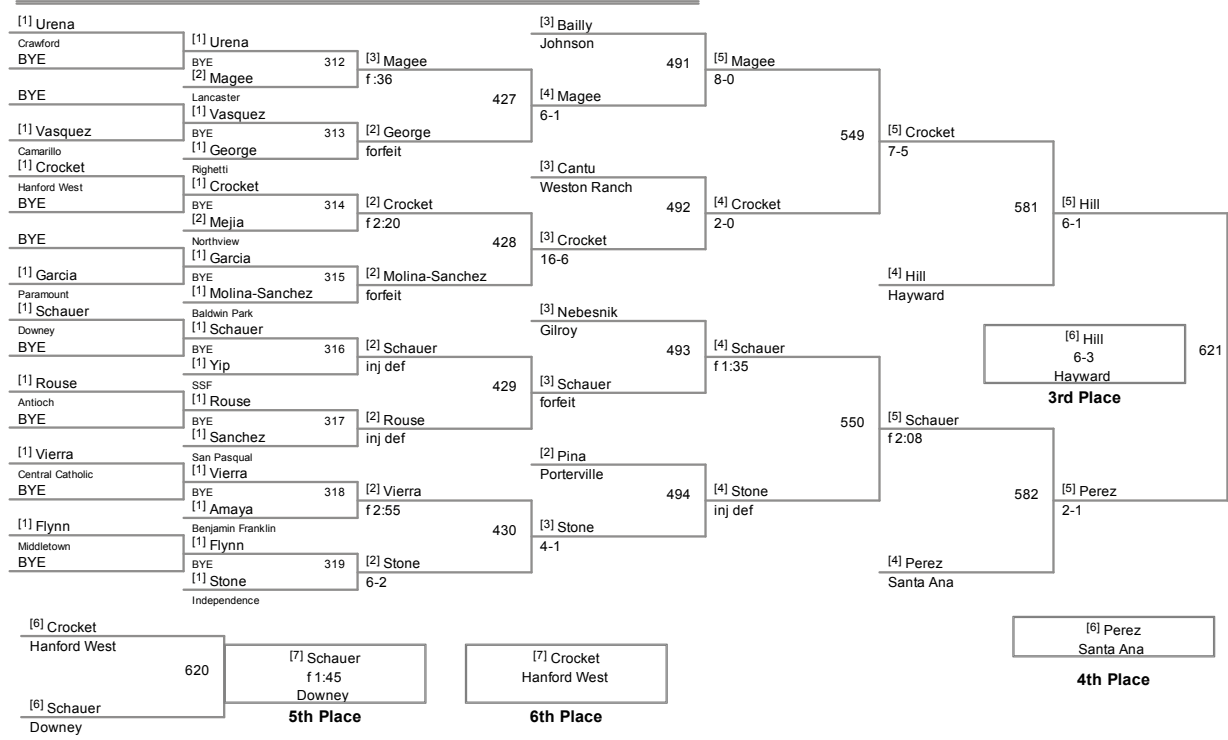 [1] Urena
Crawford
BYE
BYE
[1] Vasquez
Camarillo
[1] Crocket
Hanford West
BYE
BYE
[1] Garcia
Paramount
[1] Schauer
Downey
BYE
[1] Rouse
Antioch
BYE
[1] Vierra
Central Catholic
BYE
[1] Flynn
Middletown
BYE
[1] Urena
BYE
312
[2] Magee
Lancaster
[1] Vasquez
BYE
313
[1] George
Righetti
[1] Crocket
BYE
314
[2] Mejia
Northview
[1] Garcia
BYE
315
[1] Molina-Sanchez
Baldwin Park
[1] Schauer
BYE
316
[1] Yip
SSF
[1] Rouse
BYE
317
[1] Sanchez
San Pasqual
[1] Vierra
BYE
318
[1] Amaya
Benjamin Franklin
[1] Flynn
BYE
319
[1] Stone
Independence
[3] Magee
f :36
427
[2] George
forfeit
[2] Crocket
f 2:20
428
[2] Molina-Sanchez
forfeit
[2] Schauer
inj def
429
[2] Rouse
inj def
[2] Vierra
f 2:55
430
[2] Stone
6-2
[3] Bailly
Johnson
491
[4] Magee
6-1
[3] Cantu
Weston Ranch
492
[3] Crocket
16-6
[3] Nebesnik
Gilroy
493
[3] Schauer
forfeit
[2] Pina
Porterville
494
[3] Stone
4-1
[5] Magee
8-0
549
[4] Crocket
2-0
[4] Schauer
f 1:35
550
[4] Stone
inj def
[5] Crocket
7-5
581
[4] Hill
Hayward
[5] Schauer
f 2:08
582
[4] Perez
Santa Ana
[5] Hill
6-1
621
[5] Perez
2-1
[6] Hill
6-3
Hayward
3rd Place
[6] Crocket
Hanford West
620
[6] Schauer
Downey
[7] Schauer
f 1:45
Downey
5th Place
[7] Crocket
Hanford West
6th Place
[6] Perez
Santa Ana
4th Place